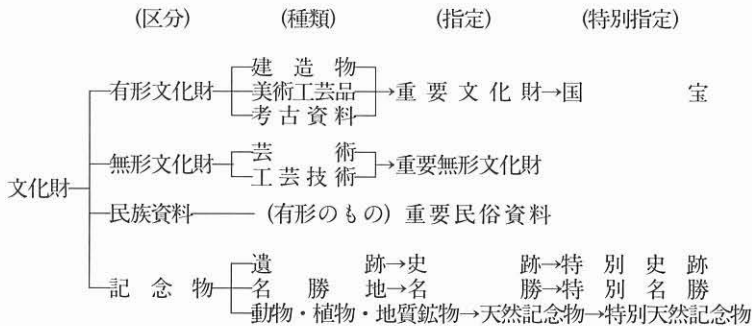 (区分) (種類) (指定) (特別指定)
建造物
有形文化財 美術工芸品→重要文化財→国宝
考古資料
芸術
無形文化財 →重要無形文化財
工芸技術
文化財
民族資料 (有形のもの) 重要民俗資料
遺跡→史跡→特別史跡
記念物 名勝地→名勝→特別名勝
動物・植物・地質鉱物→天然記念物→特別天然記念物